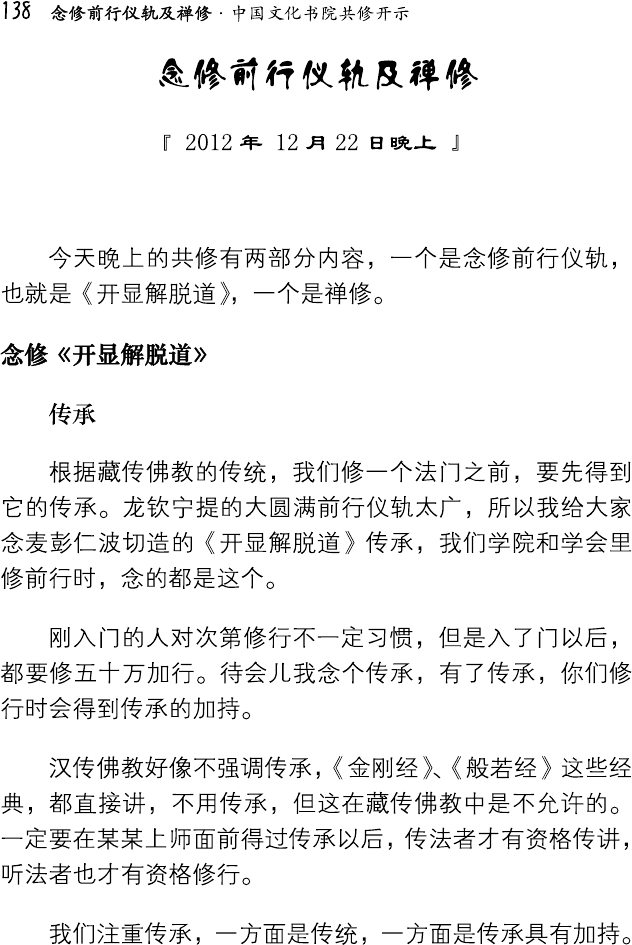 138 念修前行仪轨及禅修·中国文化书院共修开示
念修前行仪轨及禅修
『 2012 年 12 月 22 日晚上 』
今天晚上的共修有两部分内容，一个是念修前行仪轨，
也就是《开显解脱道》，一个是禅修。
念修《开显解脱道》
传承
根据藏传佛教的传统，我们修一个法门之前，要先得到
它的传承。龙钦宁提的大圆满前行仪轨太广，所以我给大家
念麦彭仁波切造的《开显解脱道》传承，我们学院和学会里
修前行时，念的都是这个。
刚入门的人对次第修行不一定习惯，但是入了门以后，
都要修五十万加行。待会儿我念个传承，有了传承，你们修
行时会得到传承的加持。
汉传佛教好像不强调传承，《金刚经》、《般若经》这些经
典，都直接讲，不用传承，但这在藏传佛教中是不允许的。
一定要在某某上师面前得过传承以后，传法者才有资格传讲，
听法者也才有资格修行。
我们注重传承，一方面是传统，一方面是传承具有加持。